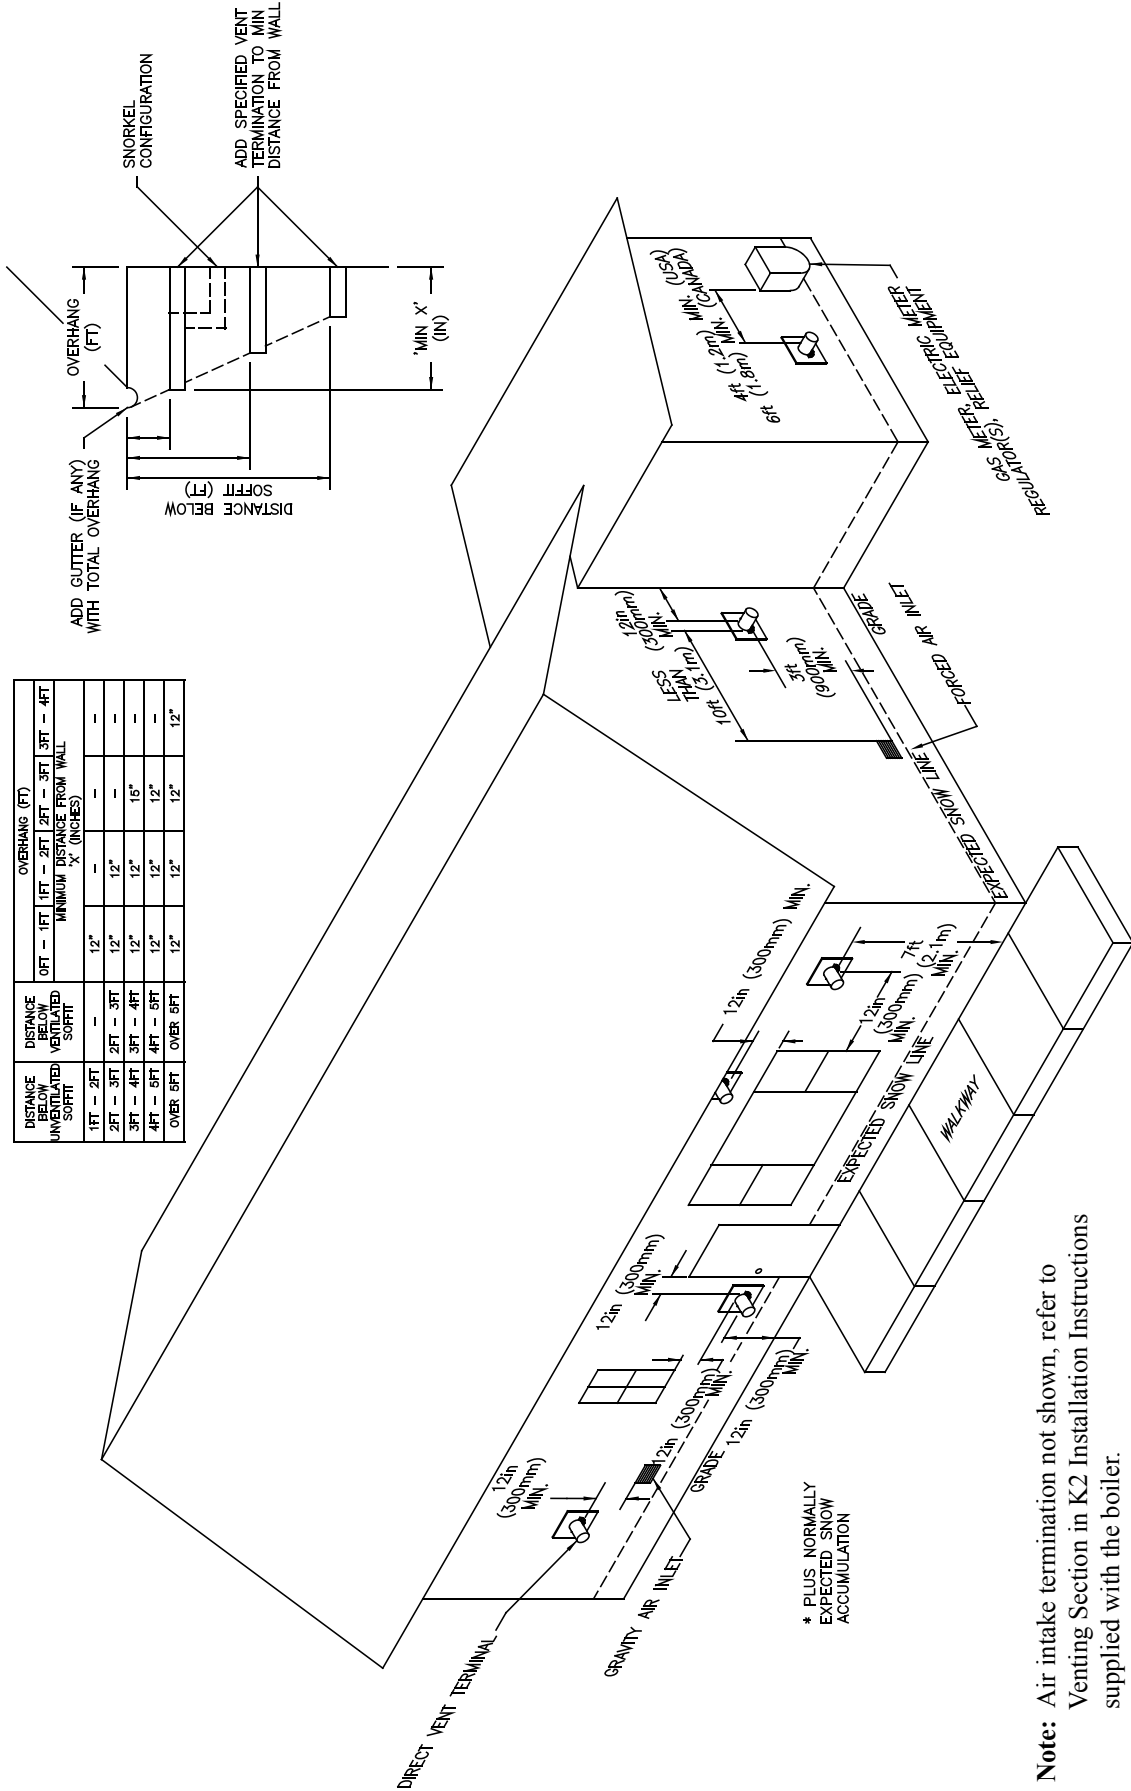 DISTANCE
BELOW
UNVENTILATED
SOFFIT
DISTANCE
BELOW
VENTILATED
SOFFIT
OVERHANG (FT)
0FT - 1FT 1FT - 2FT 2FT - 3FT 3FT - 4FT
MINIMUM DISTANCE FROM WALL
'X' (INCHES)
1FT - 2FT - 12" - - -
2FT - 3FT 2FT - 3FT 12" 12" - -
3FT - 4FT 3FT - 4FT 12" 12" 15" -
4FT - 5FT 4FT - 5FT 12" 12" 12" -
OVER 5FT OVER 5FT 12" 12" 12" 12"
ADD GUTTER (IF ANY)
WITH TOTAL OVERHANG
OVERHANG
(FT)
SNORKEL
CONFIGURATION
ADD SPECIFIED VENT
TERMINATION TO MIN
DISTANCE FROM WALL
DISTANCE BELOW
SOFFIT (FT)
'MIN X'
(IN)
DIRECT VENT TERMINAL
12in
(300mm)
MIN.
GRAVITY AIR INLET
12in (300mm)
MIN.
12in (300mm)
MIN.
GRADE
12in (300mm)
MIN.
12in (300mm) MIN.
12in
(300mm)
MIN.
7ft
(2.1m)
MIN.
EXPECTED SNOW LINE
WALKWAY
EXPECTED SNOW LINE
LESS
THAN
10ft (3.1m)
12in
(300mm)
MIN.
3ft
(900mm)
MIN.
GRADE
FORCED AIR INLET
4ft (1.2m) MIN. (USA)
6ft (1.8m) MIN. (CANADA)
GAS METER, ELECTRIC METER
REGULATOR(S), RELIEF EQUIPMENT
* PLUS NORMALLY
EXPECTED SNOW
ACCUMULATION
Note: Air intake termination not shown, refer to
Venting Section in K2 Installation Instructions
supplied with the boiler.